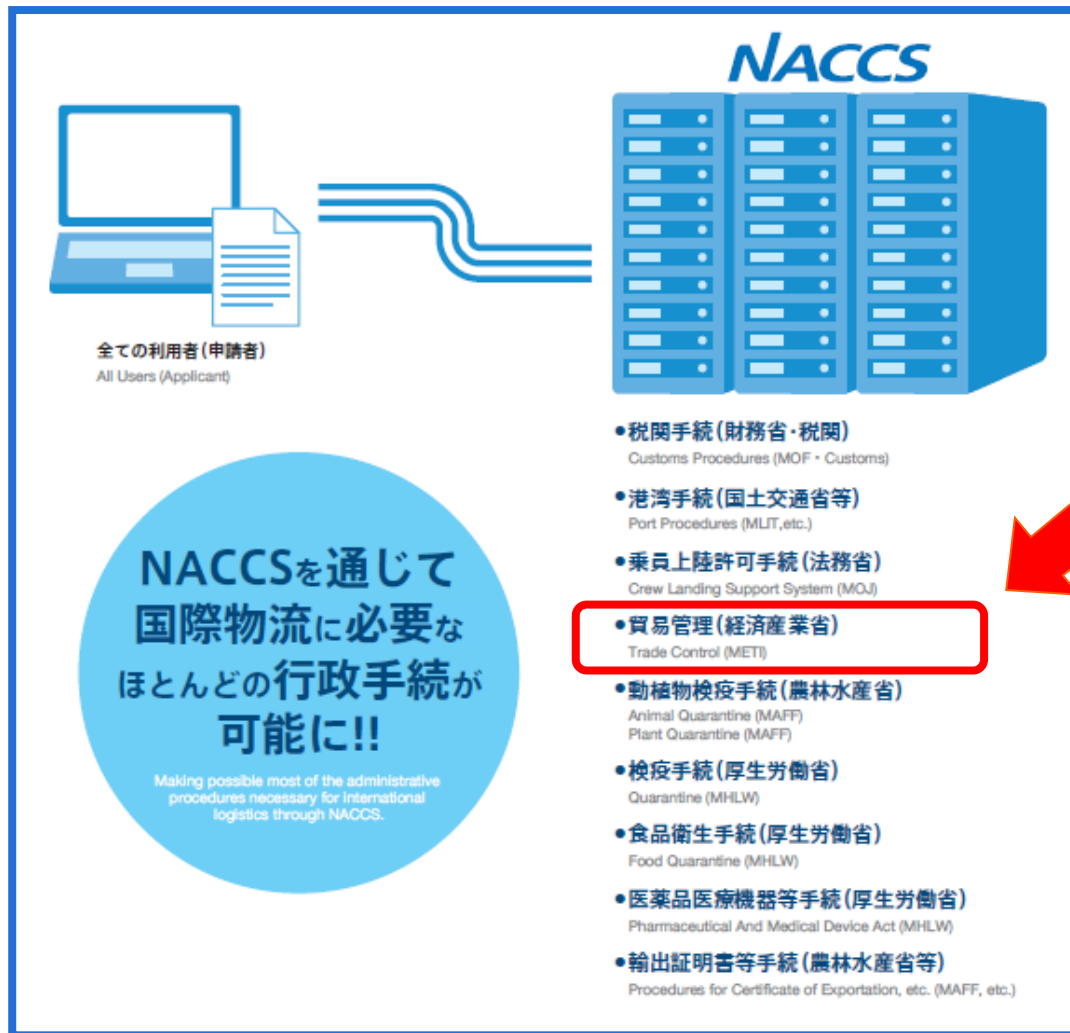 NACCS
全ての利用者(申請者)
All Users (Applicant)
NACCSを通じて
国際物流に必要な
ほとんどの行政手続が
可能に!!
Making possible most of the administrative
procedures necessary for international
logistics through NACCS.
•税関手続(財務省・税関)
Customs Procedures (MOF・Customs)
•港湾手続(国土交通省等)
Port Procedures (MLIT,etc.)
•乗員上陸許可手続(法務省)
Crew Landing Support System (MOJ)
•貿易管理(経済産業省)
Trade Control (METI)
•動植物検疫手続(農林水産省)
Animal Quarantine (MAFF)
Plant Quarantine (MAFF)
•検疫手続(厚生労働省)
Quarantine (MHLW)
•食品衛生手続(厚生労働省)
Food Quarantine (MHLW)
•医薬品医療機器等手続(厚生労働省)
Pharmaceutical And Medical Device Act (MHLW)
•輸出証明書等手続(農林水産省等)
Procedures for Certificate of Exportation, etc. (MAFF, etc.)